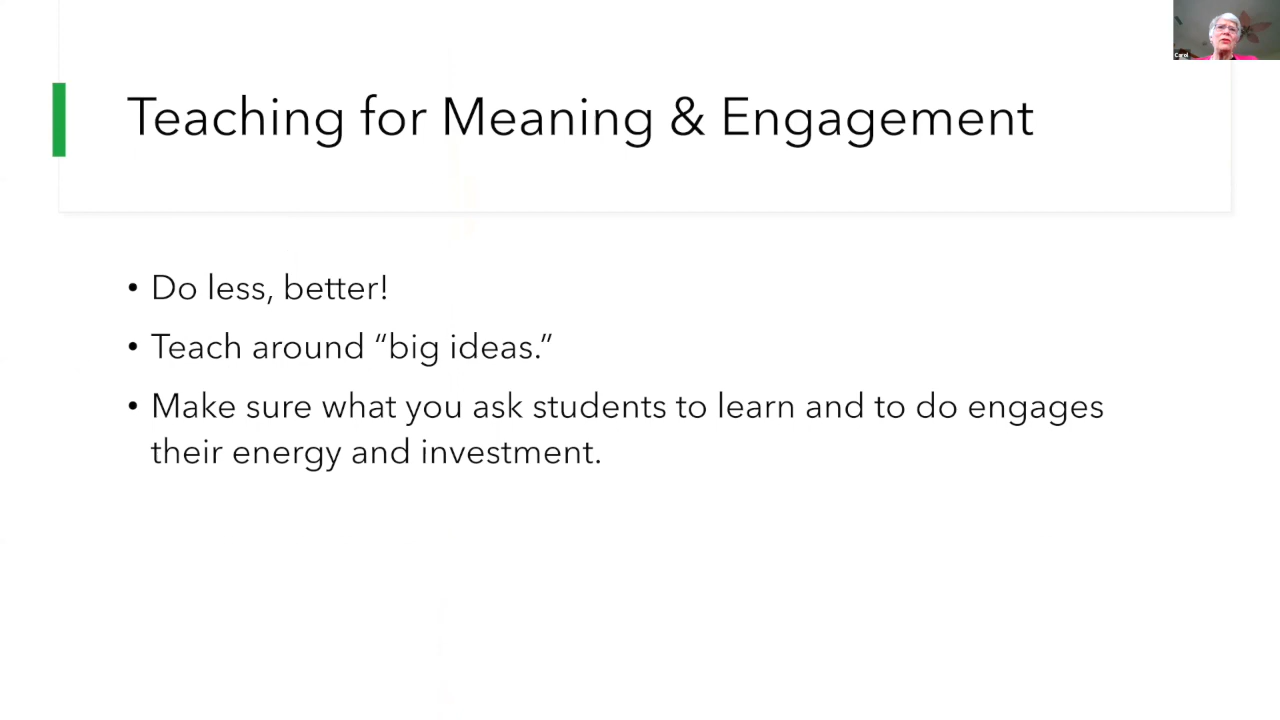 Carol
Teaching for Meaning & Engagement
• Do less, better!
• Teach around “big ideas.”
• Make sure what you ask students to learn and to do engages
their energy and investment.